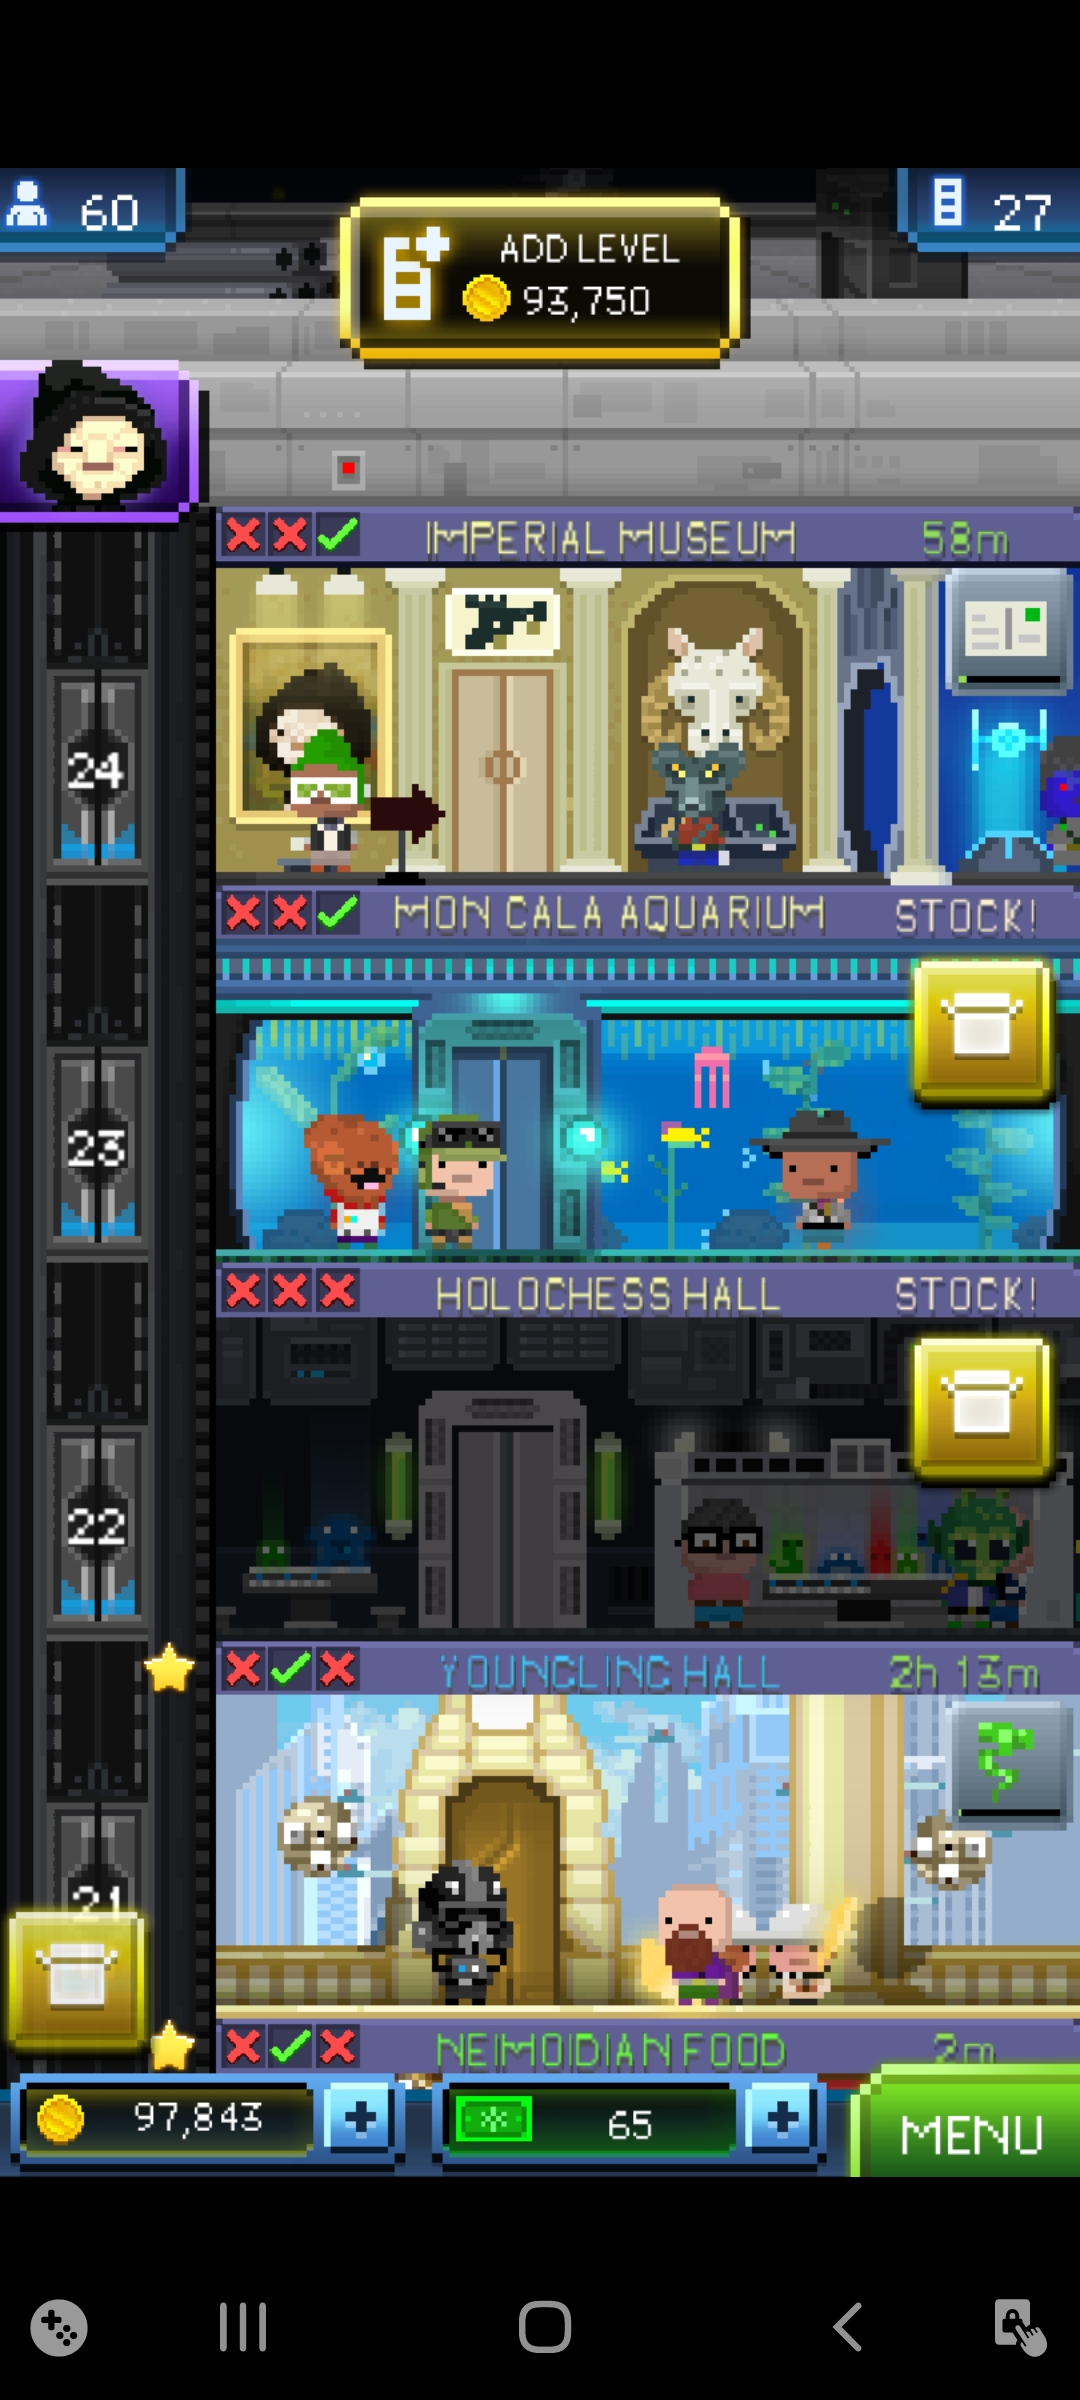 60
ADD LEVEL
93,750
27
IMPERIAL MUSEUM 58m
24
MON CALA AQUARIUM STOCK!
23
HOLOCHESS HALL STOCK!
22
YOUNGLING HALL 2h 13m
21
NEIMOIDIAN FOOD 2m
97,843
65
MENU